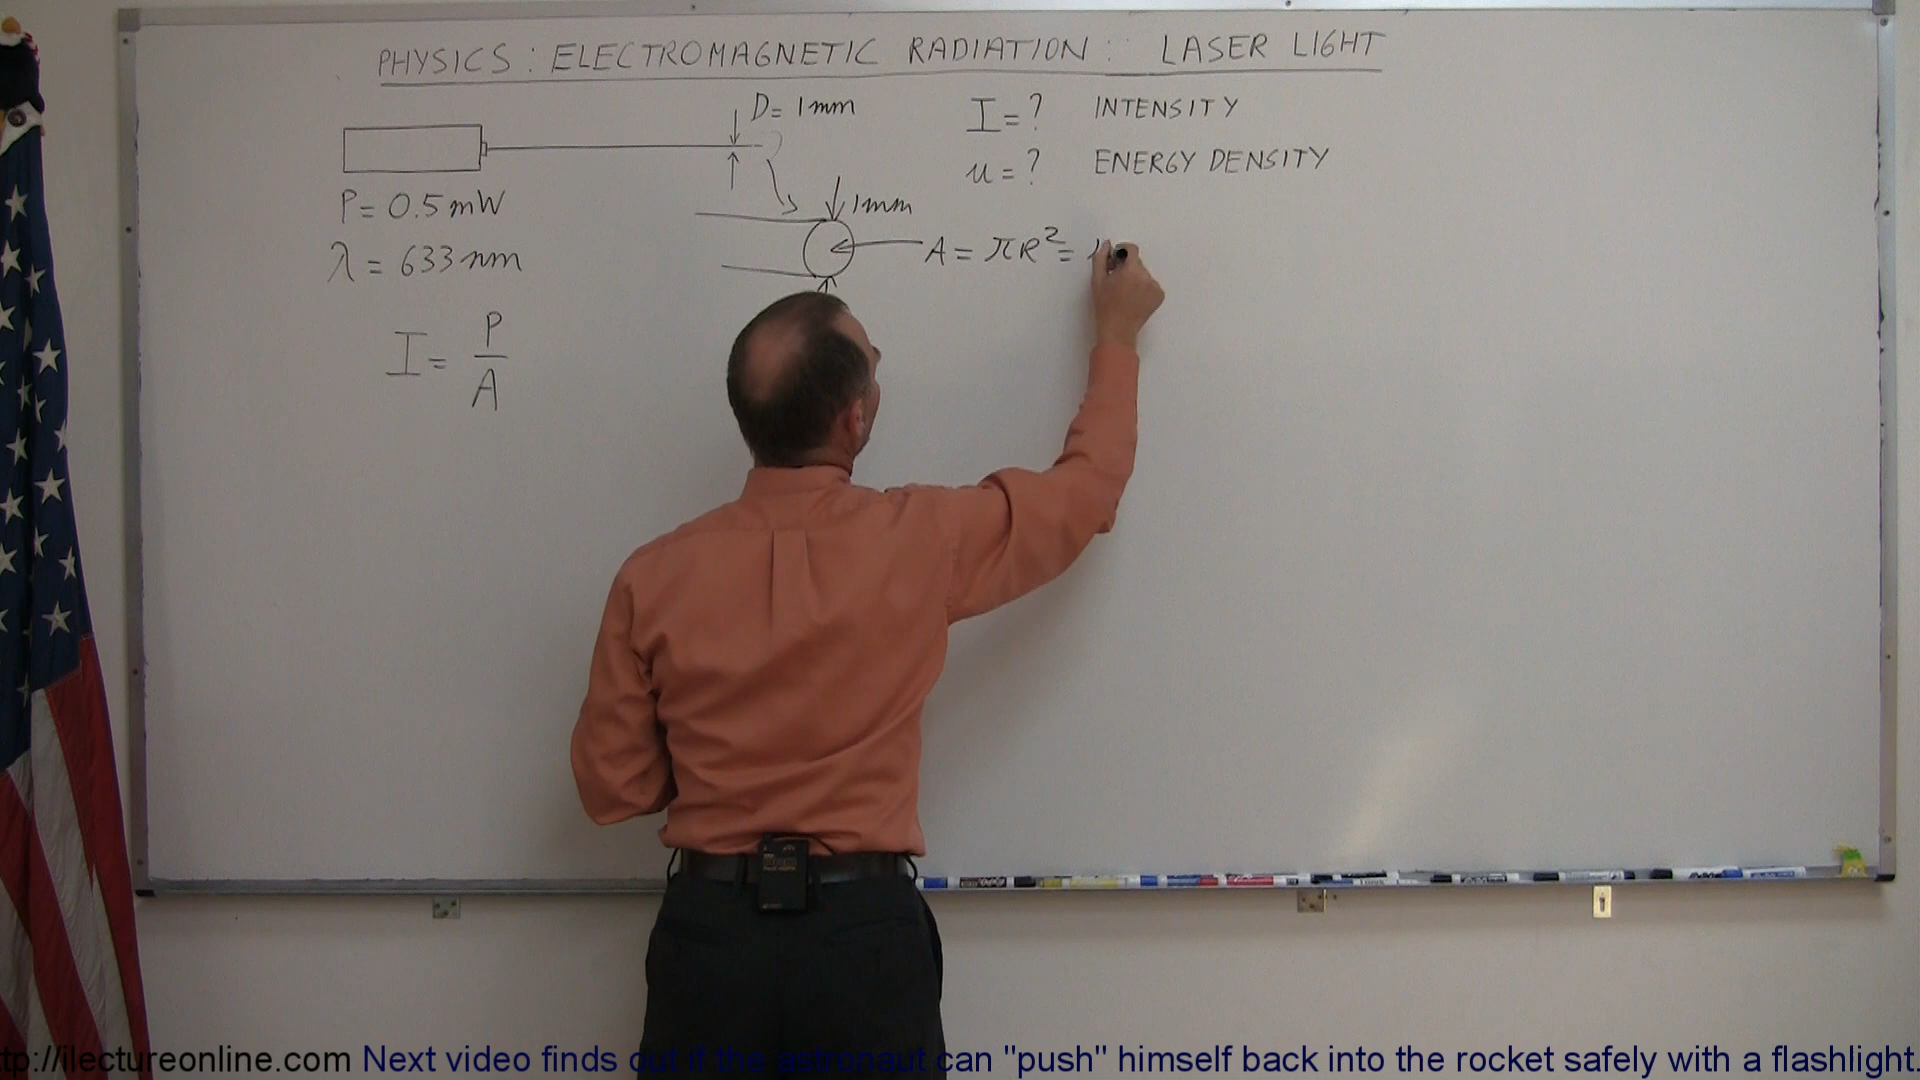 PHYSICS: ELECTROMAGNETIC RADIATION: LASER LIGHT
D= 1mm
I = ? INTENSITY
u = ? ENERGY DENSITY
P = 0.5 mW
1mm
λ = 633 nm
A = πR² =
I = P/A
tp://ilectureonline.com Next video finds out if the astronaut can "push" himself back into the rocket safely with a flashlight.